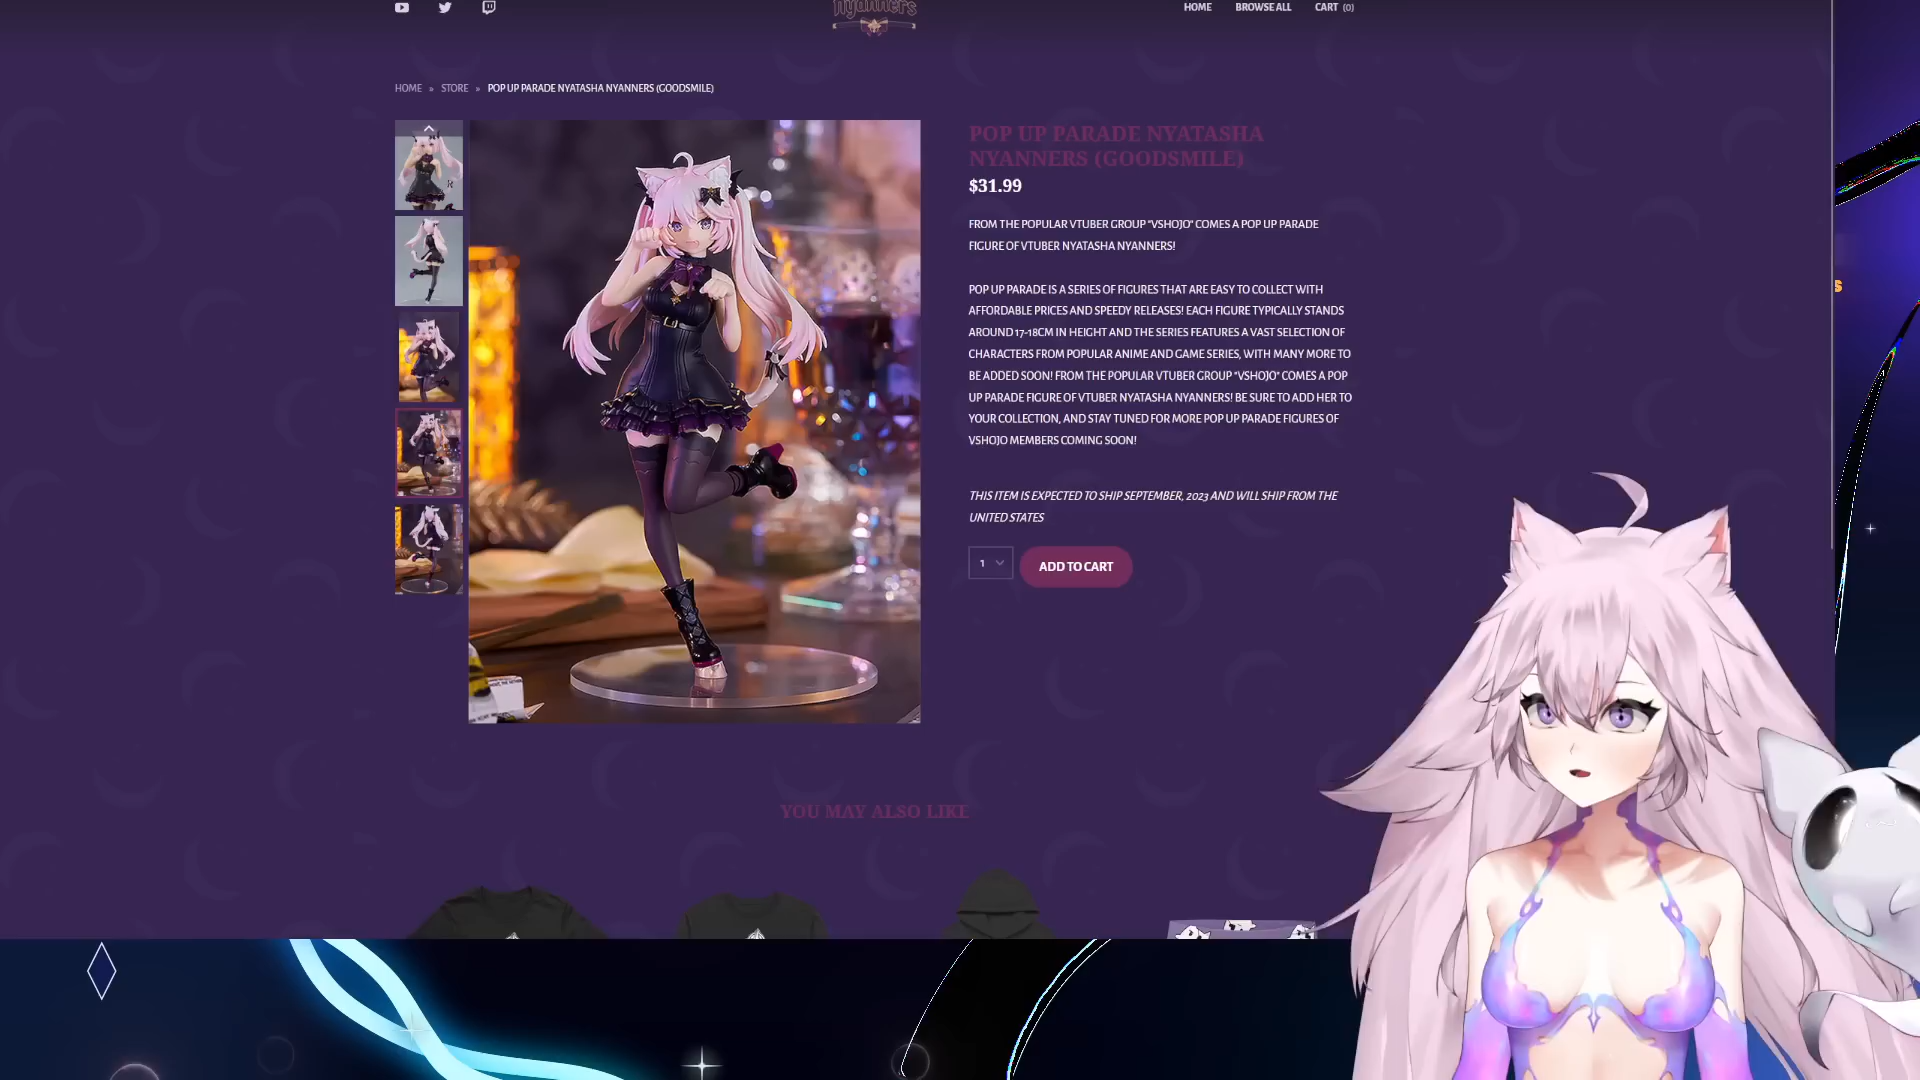 nyanners
HOME BROWSE ALL CART (0)
HOME » STORE » POP UP PARADE NYATASHA NYANNERS (GOODSMILE)
POP UP PARADE NYATASHA
NYANNERS (GOODSMILE)
$31.99
FROM THE POPULAR VTUBER GROUP "VSHOJO" COMES A POP UP PARADE
FIGURE OF VTUBER NYATASHA NYANNERS!
POP UP PARADE IS A SERIES OF FIGURES THAT ARE EASY TO COLLECT WITH
AFFORDABLE PRICES AND SPEEDY RELEASES! EACH FIGURE TYPICALLY STANDS
AROUND 17-18CM IN HEIGHT AND THE SERIES FEATURES A VAST SELECTION OF
CHARACTERS FROM POPULAR ANIME AND GAME SERIES, WITH MANY MORE TO
BE ADDED SOON! FROM THE POPULAR VTUBER GROUP "VSHOJO" COMES A POP
UP PARADE FIGURE OF VTUBER NYATASHA NYANNERS! BE SURE TO ADD HER TO
YOUR COLLECTION, AND STAY TUNED FOR MORE POP UP PARADE FIGURES OF
VSHOJO MEMBERS COMING SOON!
THIS ITEM IS EXPECTED TO SHIP SEPTEMBER, 2023 AND WILL SHIP FROM THE
UNITED STATES
1 ADD TO CART
YOU MAY ALSO LIKE